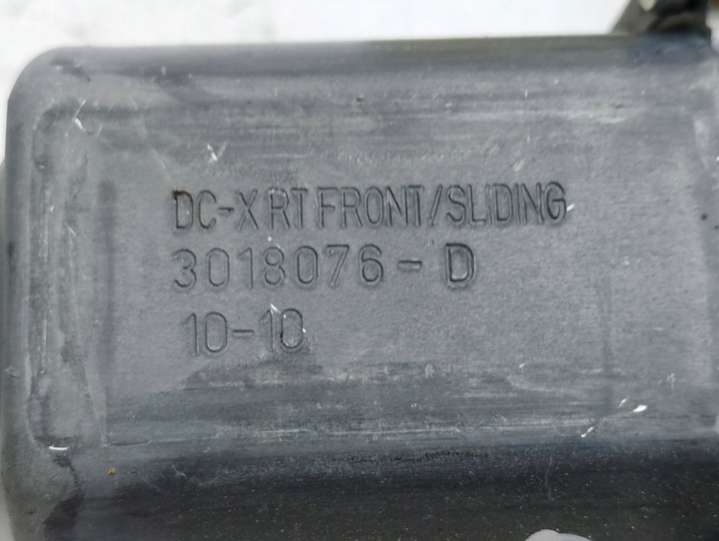 DC-X RT FRONT/SLIDING
3018076-D
10-10